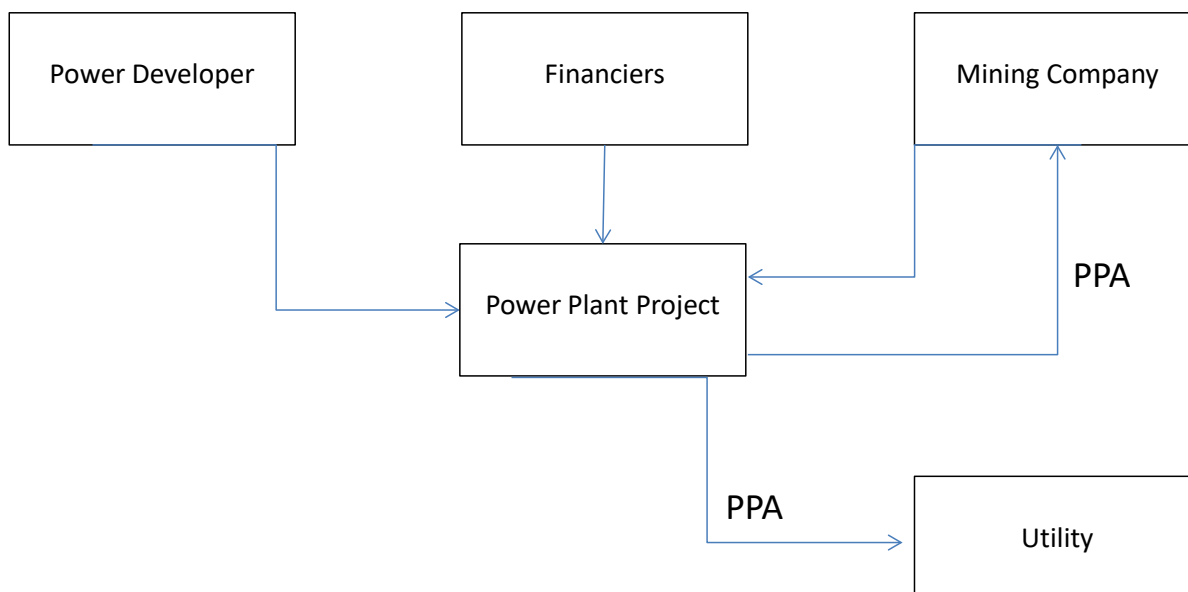 Power Developer
Financiers
Mining Company
Power Plant Project
PPA
PPA
Utility